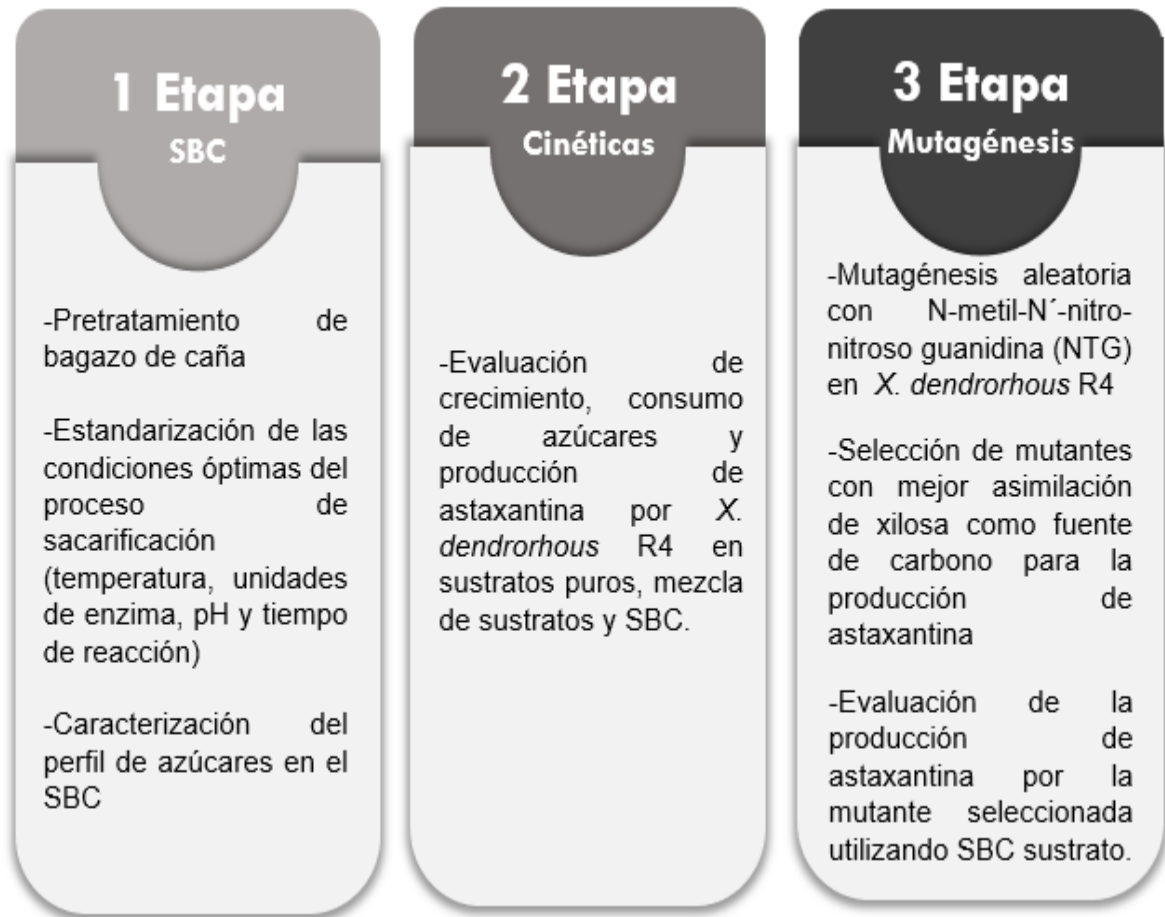 1 Etapa
SBC
-Pretratamiento de
bagazo de caña
-Estandarización de las
condiciones óptimas del
proceso de
sacarificación
(temperatura, unidades
de enzima, pH y tiempo
de reacción)
-Caracterización del
perfil de azúcares en el
SBC
2 Etapa
Cinéticas
-Evaluación de
crecimiento, consumo
de azúcares y
producción de
astaxantina por X.
dendrorhous R4 en
sustratos puros, mezcla
de sustratos y SBC.
3 Etapa
Mutagénesis
-Mutagénesis aleatoria
con N-metil-N´-nitro-
nitroso guanidina (NTG)
en X. dendrorhous R4
-Selección de mutantes
con mejor asimilación
de xilosa como fuente
de carbono para la
producción de
astaxantina
-Evaluación de la
producción de
astaxantina por la
mutante seleccionada
utilizando SBC sustrato.